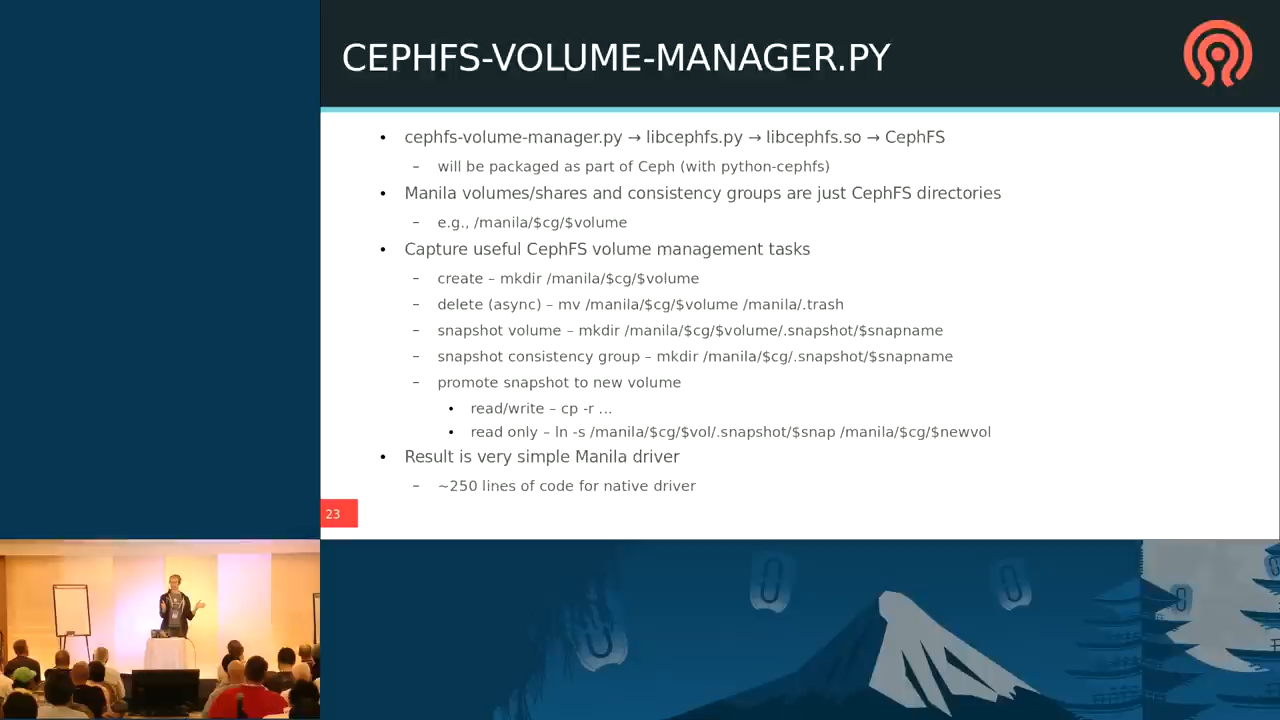 CEPHFS-VOLUME-MANAGER.PY
• cephfs-volume-manager.py → libcephfs.py → libcephfs.so → CephFS
– will be packaged as part of Ceph (with python-cephfs)
• Manila volumes/shares and consistency groups are just CephFS directories
– e.g., /manila/$cg/$volume
• Capture useful CephFS volume management tasks
– create – mkdir /manila/$cg/$volume
– delete (async) – mv /manila/$cg/$volume /manila/.trash
– snapshot volume – mkdir /manila/$cg/$volume/.snapshot/$snapname
– snapshot consistency group – mkdir /manila/$cg/.snapshot/$snapname
– promote snapshot to new volume
• read/write – cp -r ...
• read only – ln -s /manila/$cg/$vol/.snapshot/$snap /manila/$cg/$newvol
• Result is very simple Manila driver
– ~250 lines of code for native driver
23